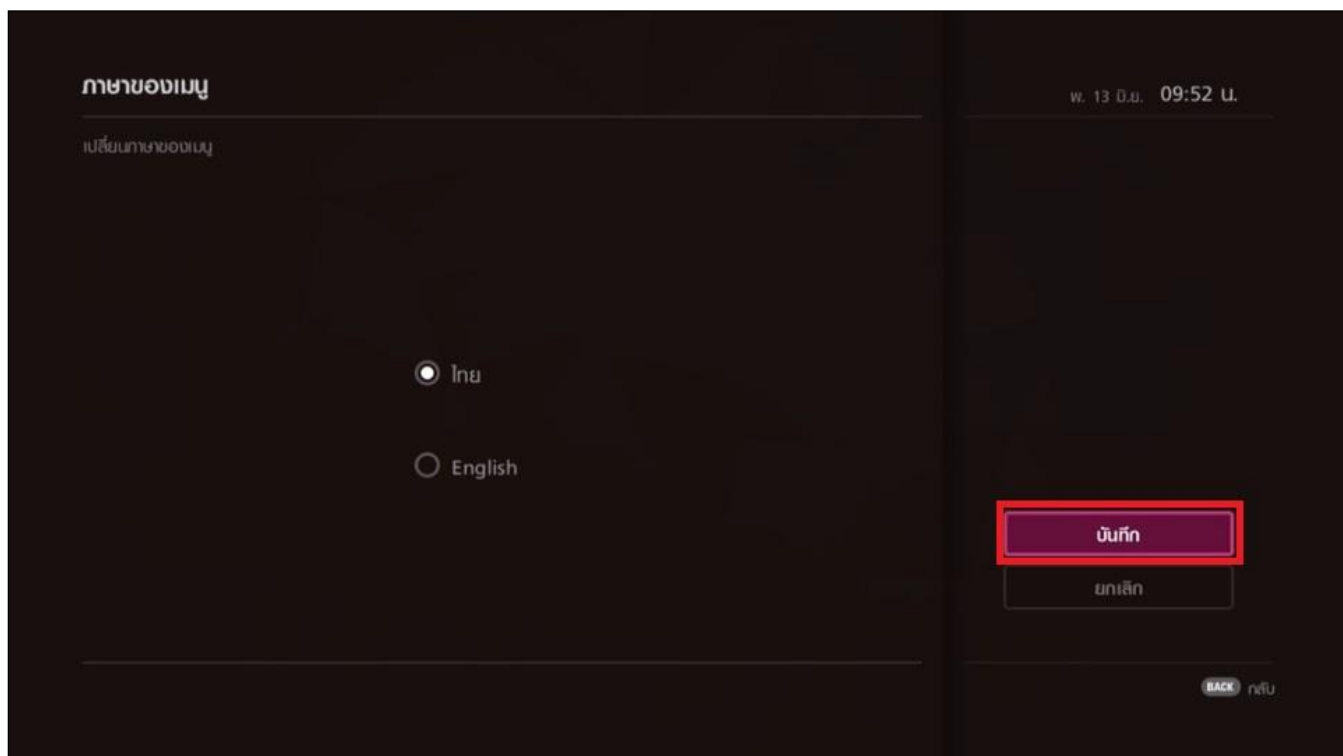 ภาษาของเมนู
พ. 13 มิ.ย. 09:52 น.
เปลี่ยนภาษาของเมนู
ไทย
English
บันทึก
ยกเลิก
BACK กลับ